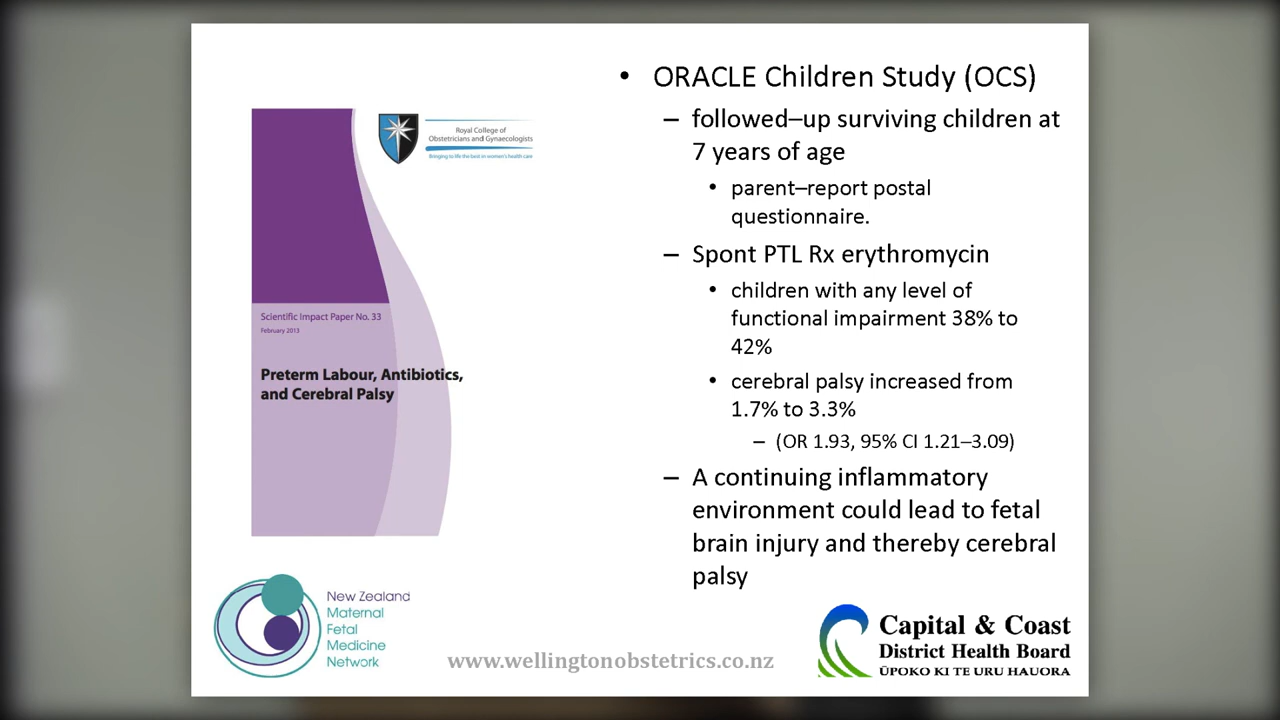 Royal College of
Obstetricians and Gynaecologists
Bringing to life the best in women's health care
Scientific Impact Paper No. 33
February 2013
Preterm Labour, Antibiotics,
and Cerebral Palsy
• ORACLE Children Study (OCS)
– followed–up surviving children at
7 years of age
• parent–report postal
questionnaire.
– Spont PTL Rx erythromycin
• children with any level of
functional impairment 38% to
42%
• cerebral palsy increased from
1.7% to 3.3%
– (OR 1.93, 95% CI 1.21–3.09)
– A continuing inflammatory
environment could lead to fetal
brain injury and thereby cerebral
palsy
New Zealand
Maternal
Fetal
Medicine
Network
www.wellingtonobstetrics.co.nz
Capital & Coast
District Health Board
ŪPOKO KI TE URU HAUORA